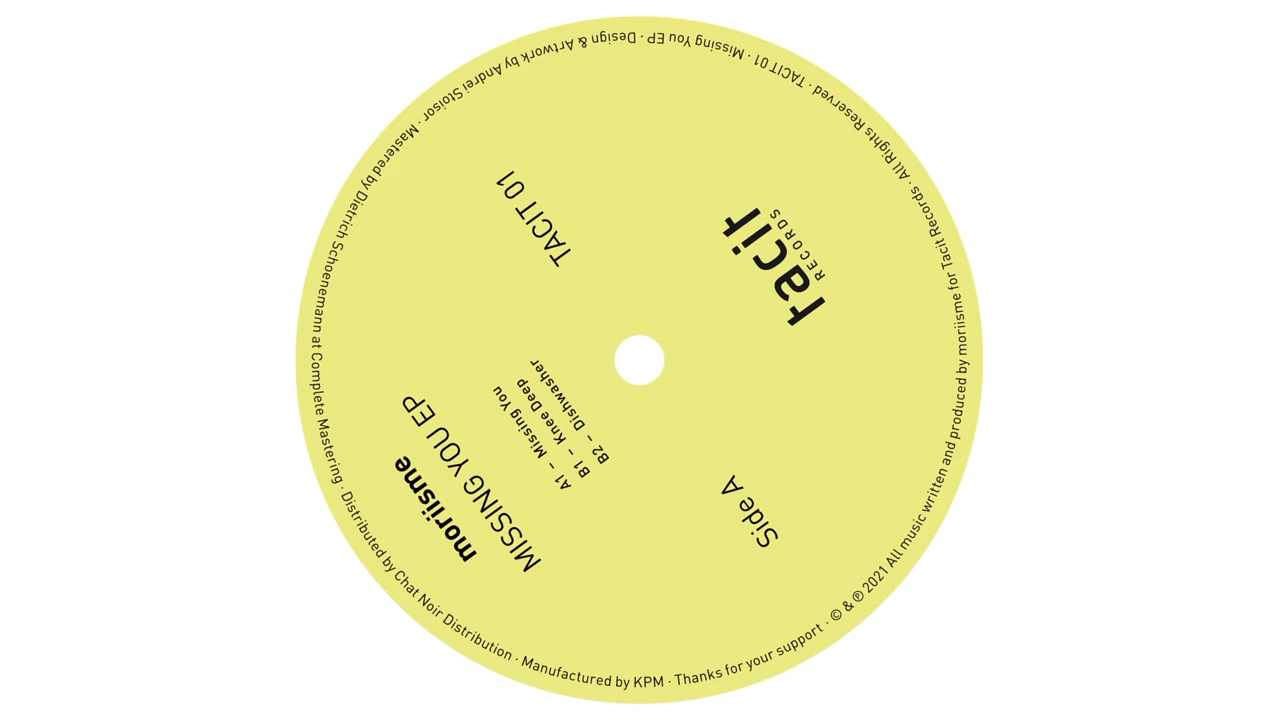 moriisme
MISSING YOU EP
A1 – Missing You
B1 – Knee Deep
B2 – Dishwasher
TACIT 01
Side A
tacit
RECORDS
© & ℗ 2021 All music written and produced by moriisme for Tacit Records · All Rights Reserved · TACIT 01 · Missing You EP · Design & Artwork by Andrei Stoisor · Mastered by Dietrich Schoenemann at Complete Mastering · Distributed by Chat Noir Distribution · Manufactured by KPM · Thanks for your support ·